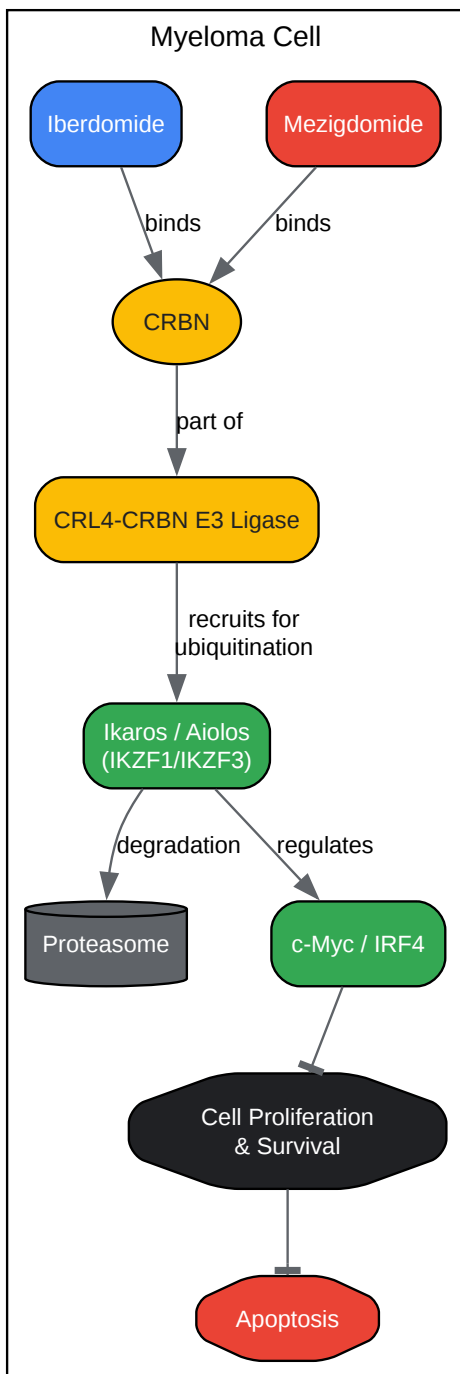 Myeloma Cell
Iberdomide
Mezigdomide
binds
binds
CRBN
part of
CRL4-CRBN E3 Ligase
recruits for
ubiquitination
Ikaros / Aiolos
(IKZF1/IKZF3)
degradation
regulates
Proteasome
c-Myc / IRF4
Cell Proliferation
& Survival
Apoptosis